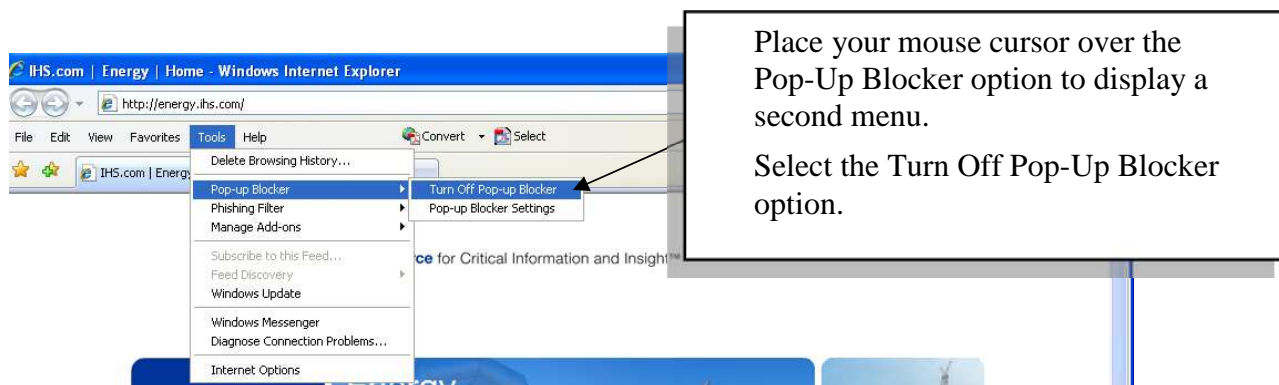 Place your mouse cursor over the
Pop-Up Blocker option to display a
second menu.
Select the Turn Off Pop-Up Blocker
option.
IHS.com | Energy | Home - Windows Internet Explorer
http://energy.ihs.com/
File Edit View Favorites Tools Help Convert Select
IHS.com | Energy
Delete Browsing History...
Pop-up Blocker
Turn Off Pop-up Blocker
Phishing Filter
Pop-up Blocker Settings
Manage Add-ons
Subscribe to this Feed...
for Critical Information and Insight™
Feed Discovery
Windows Update
Windows Messenger
Diagnose Connection Problems...
Internet Options